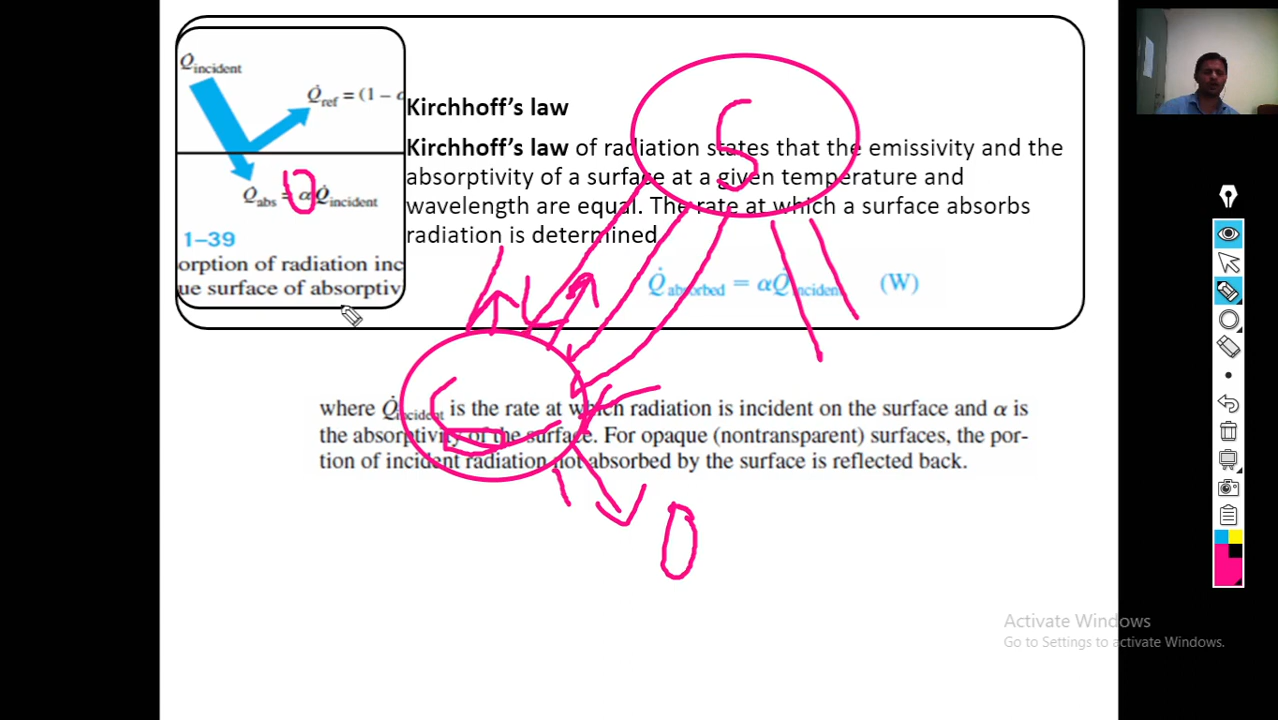 Q̇incident
Q̇ref = (1 − α
Q̇abs = αQ̇incident
1–39
orption of radiation inc
ue surface of absorptiv
Kirchhoff’s law
Kirchhoff’s law of radiation states that the emissivity and the
absorptivity of a surface at a given temperature and
wavelength are equal. The rate at which a surface absorbs
radiation is determined
Q̇absorbed = αQ̇incident (W)
S
where Q̇incident is the rate at which radiation is incident on the surface and α is
the absorptivity of the surface. For opaque (nontransparent) surfaces, the por-
tion of incident radiation not absorbed by the surface is reflected back.
Activate Windows
Go to Settings to activate Windows.